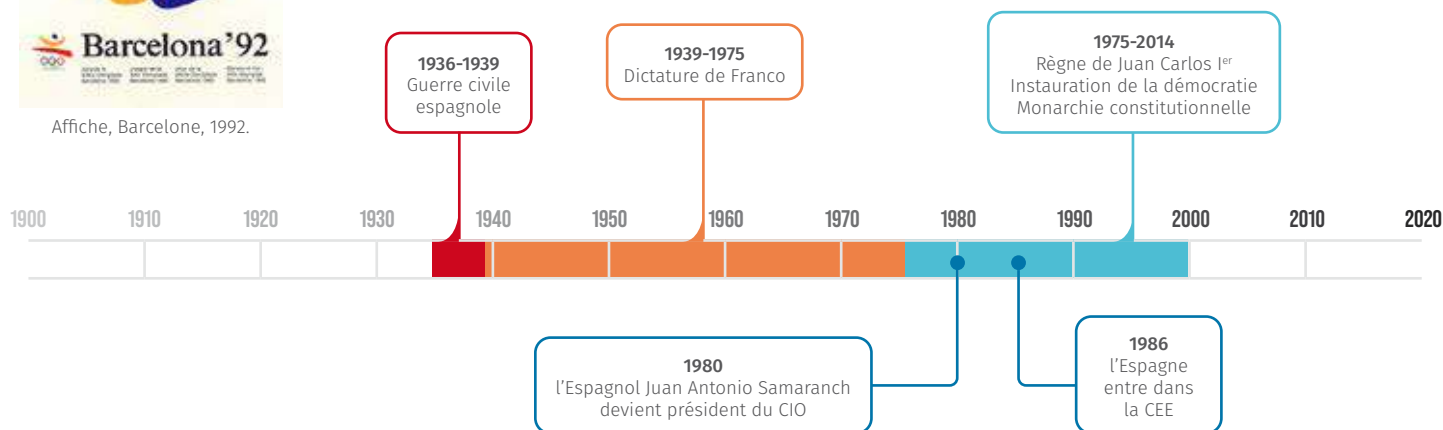 Barcelona'92
Affiche, Barcelone, 1992.
1936-1939
Guerre civile
espagnole
1939-1975
Dictature de Franco
1975-2014
Règne de Juan Carlos Iᵉʳ
Instauration de la démocratie
Monarchie constitutionnelle
1900 1910 1920 1930 1940 1950 1960 1970 1980 1990 2000 2010 2020
1980
l'Espagnol Juan Antonio Samaranch
devient président du CIO
1986
l'Espagne
entre dans
la CEE